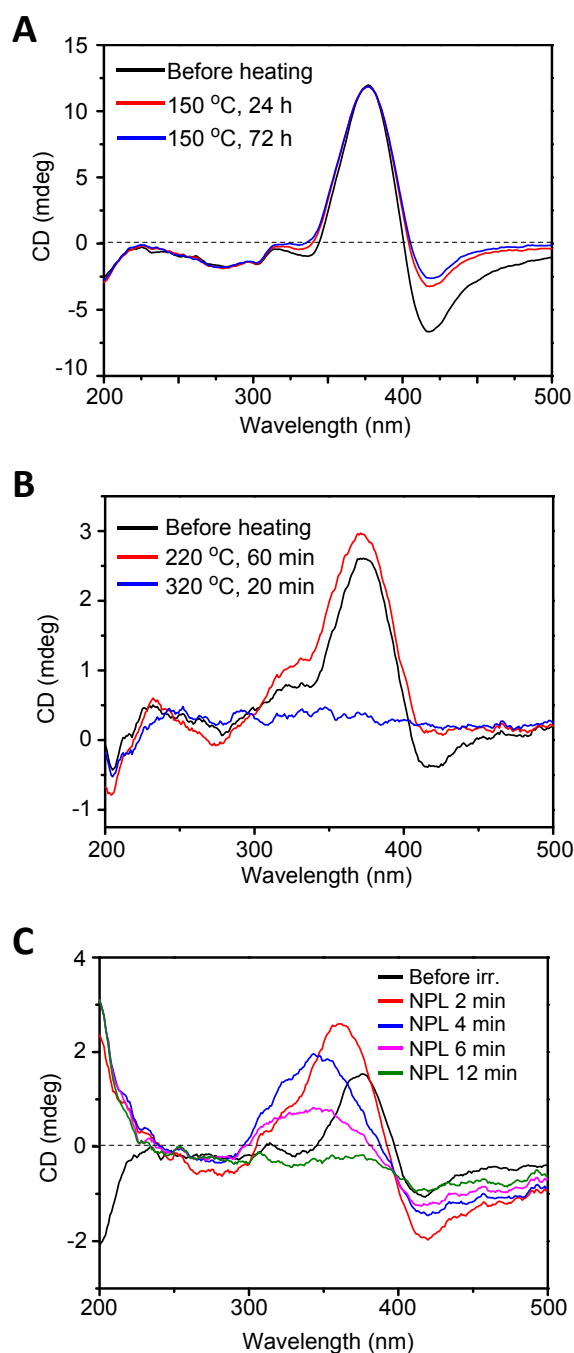 A
15
10
5
0
-5
-10
CD (mdeg)
Before heating
150 °C, 24 h
150 °C, 72 h
200 300 400 500
Wavelength (nm)
B
3
2
1
0
-1
CD (mdeg)
Before heating
220 °C, 60 min
320 °C, 20 min
200 300 400 500
Wavelength (nm)
C
4
2
0
-2
CD (mdeg)
Before irr.
NPL 2 min
NPL 4 min
NPL 6 min
NPL 12 min
200 300 400 500
Wavelength (nm)